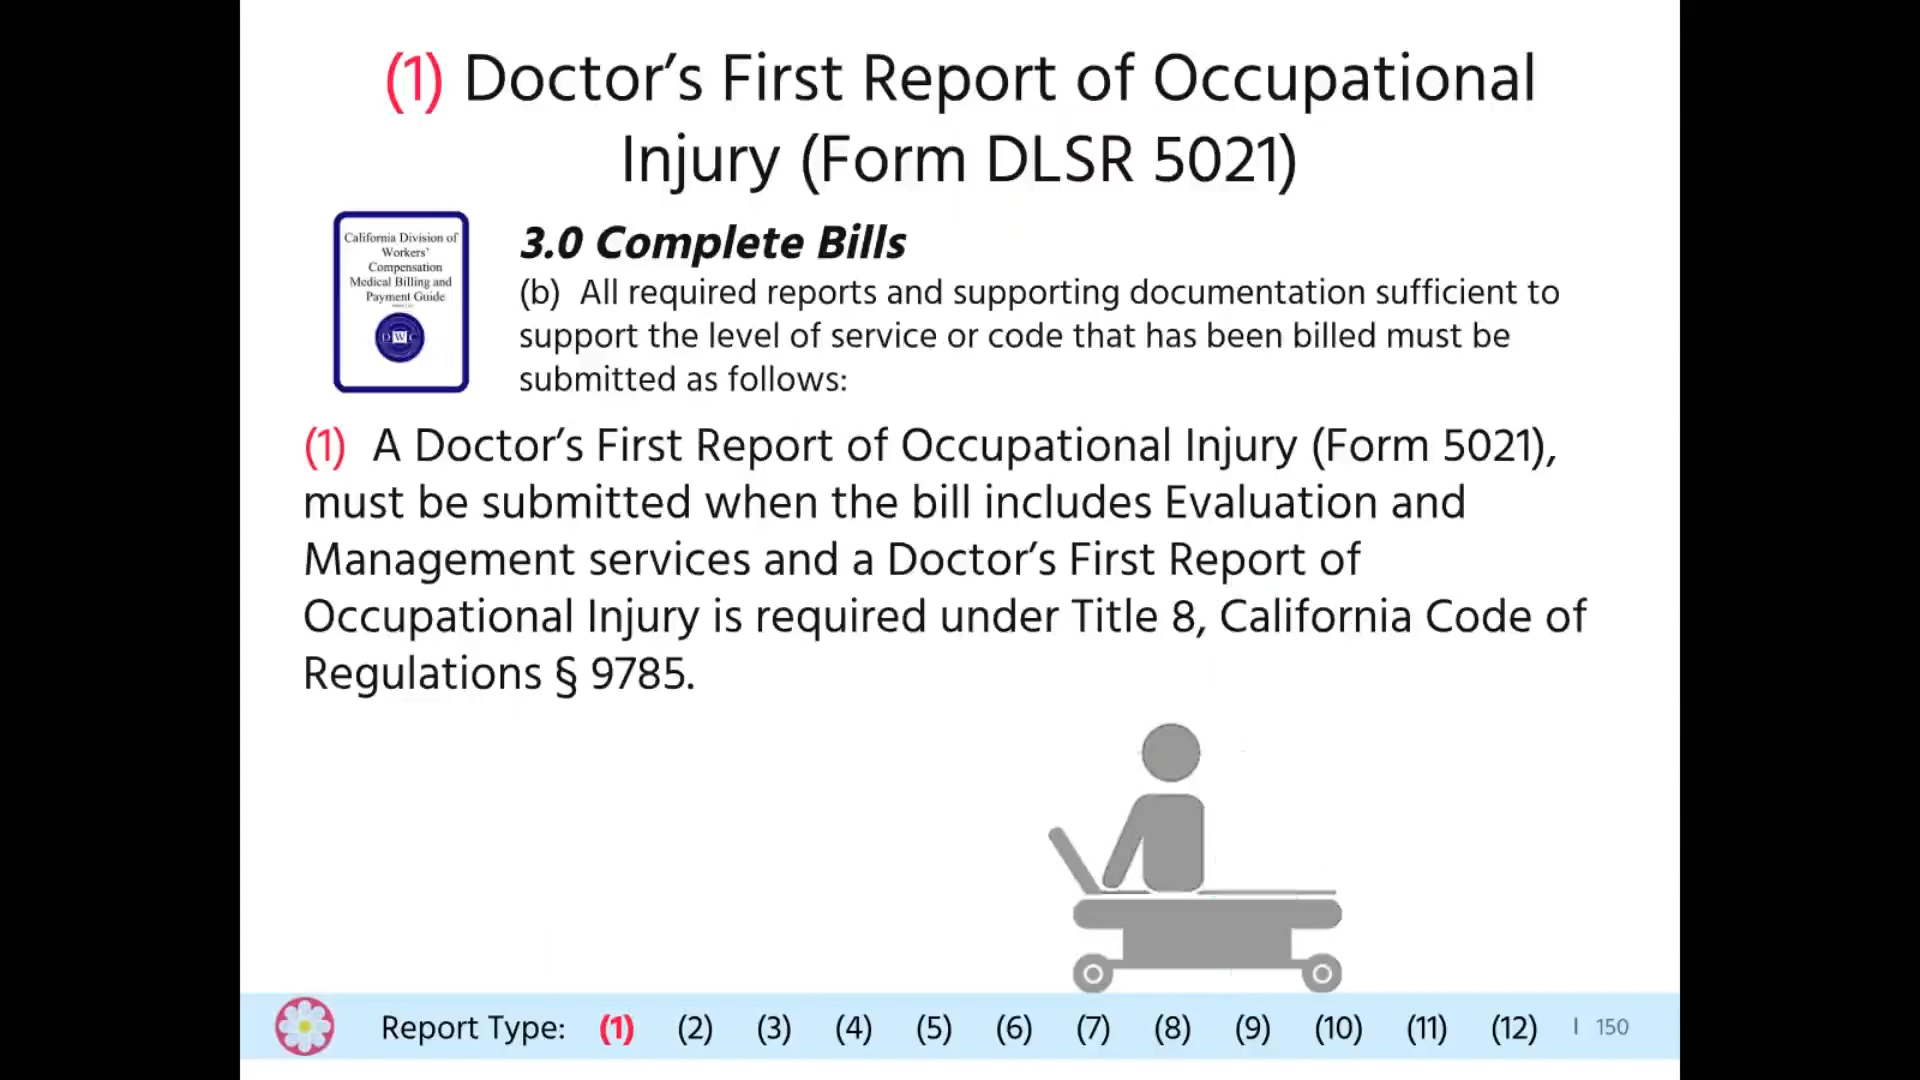 (1) Doctor’s First Report of Occupational
Injury (Form DLSR 5021)
California Division of
Workers’
Compensation
Medical Billing and
Payment Guide
DWC
3.0 Complete Bills
(b) All required reports and supporting documentation sufficient to
support the level of service or code that has been billed must be
submitted as follows:
(1) A Doctor’s First Report of Occupational Injury (Form 5021),
must be submitted when the bill includes Evaluation and
Management services and a Doctor’s First Report of
Occupational Injury is required under Title 8, California Code of
Regulations § 9785.
Report Type: (1) (2) (3) (4) (5) (6) (7) (8) (9) (10) (11) (12) | 150